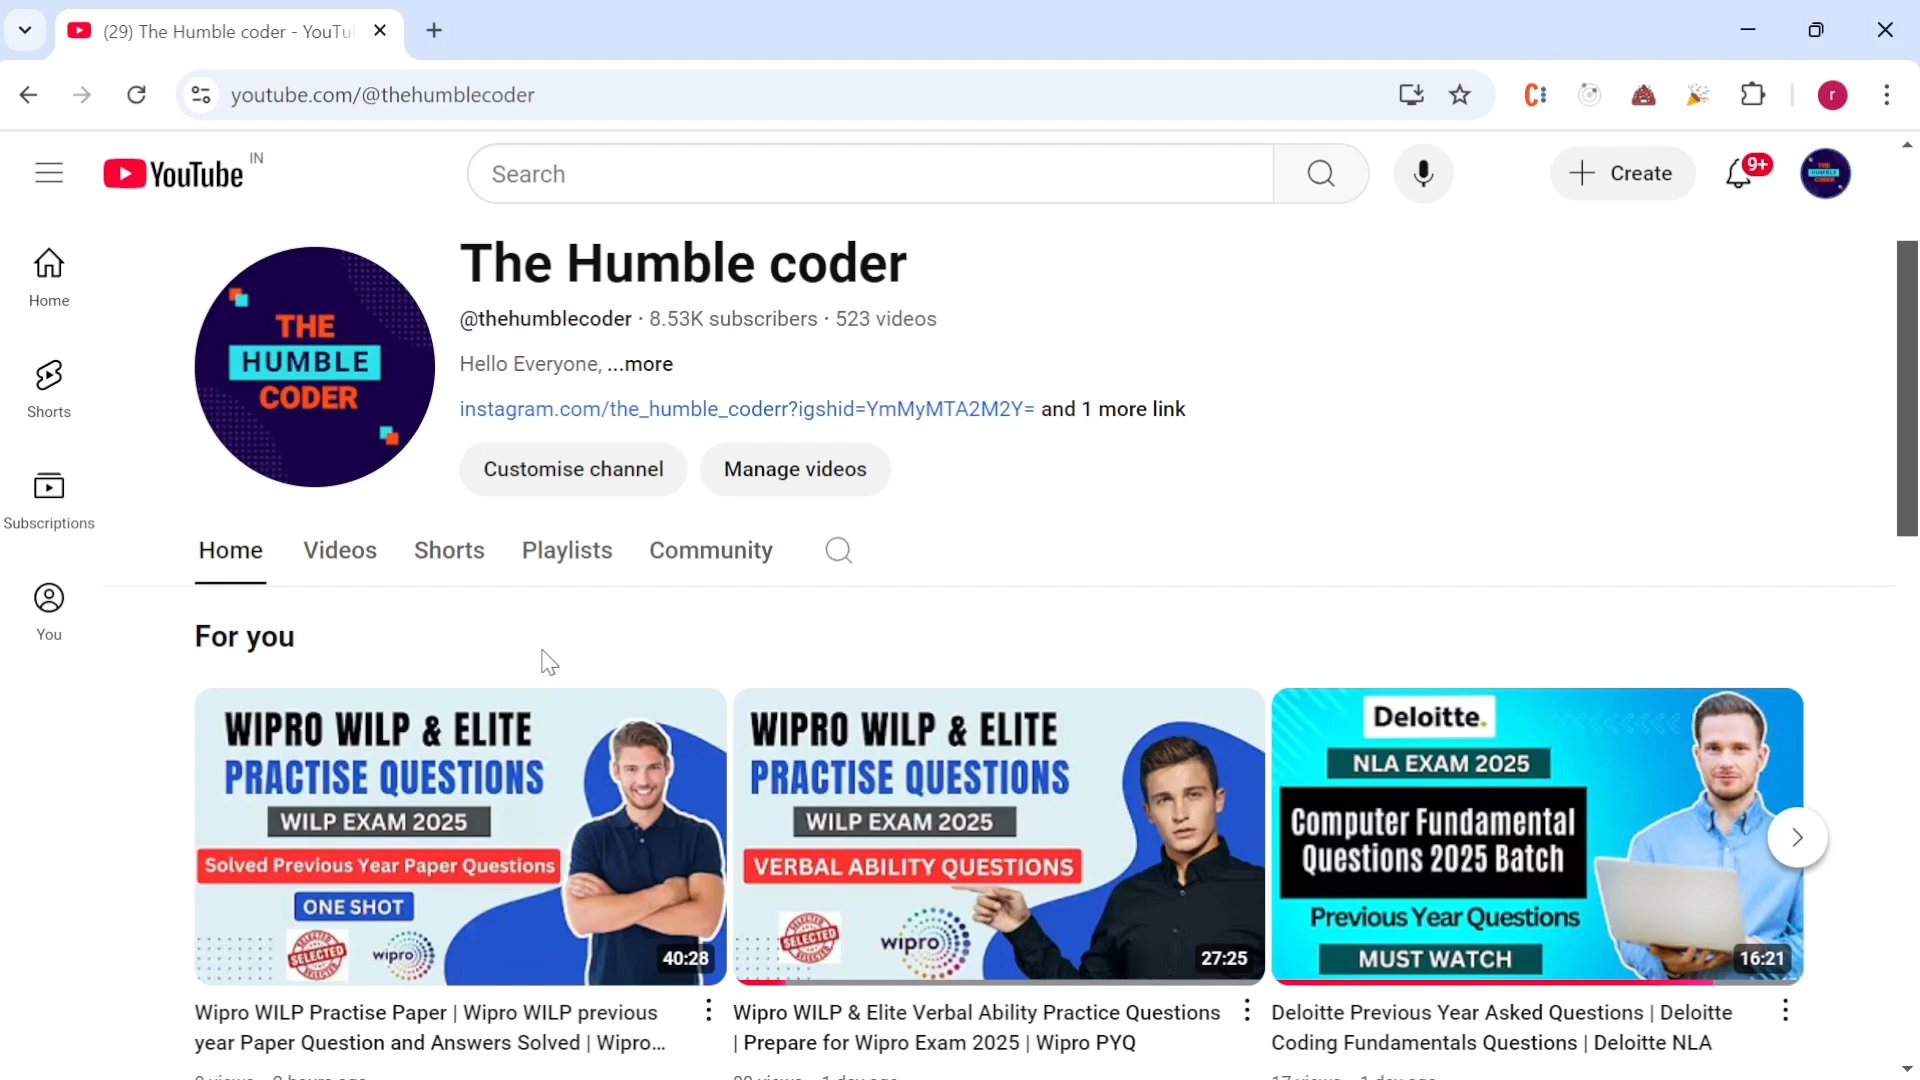 (29) The Humble coder - YouTu
youtube.com/@thehumblecoder
r
YouTube IN
Search
Create
9+
THE HUMBLE CODER
Home
Shorts
Subscriptions
You
THE
HUMBLE
CODER
The Humble coder
@thehumblecoder · 8.53K subscribers · 523 videos
Hello Everyone, ...more
instagram.com/the_humble_coderr?igshid=YmMyMTA2M2Y= and 1 more link
Customise channel
Manage videos
Home Videos Shorts Playlists Community
For you
WIPRO WILP & ELITE
PRACTISE QUESTIONS
WILP EXAM 2025
Solved Previous Year Paper Questions
ONE SHOT
SELECTED
wipro
40:28
Wipro WILP Practise Paper | Wipro WILP previous
year Paper Question and Answers Solved | Wipro...
WIPRO WILP & ELITE
PRACTISE QUESTIONS
WILP EXAM 2025
VERBAL ABILITY QUESTIONS
SELECTED
wipro
27:25
Wipro WILP & Elite Verbal Ability Practice Questions
| Prepare for Wipro Exam 2025 | Wipro PYQ
Deloitte.
NLA EXAM 2025
Computer Fundamental
Questions 2025 Batch
Previous Year Questions
MUST WATCH
16:21
Deloitte Previous Year Asked Questions | Deloitte
Coding Fundamentals Questions | Deloitte NLA